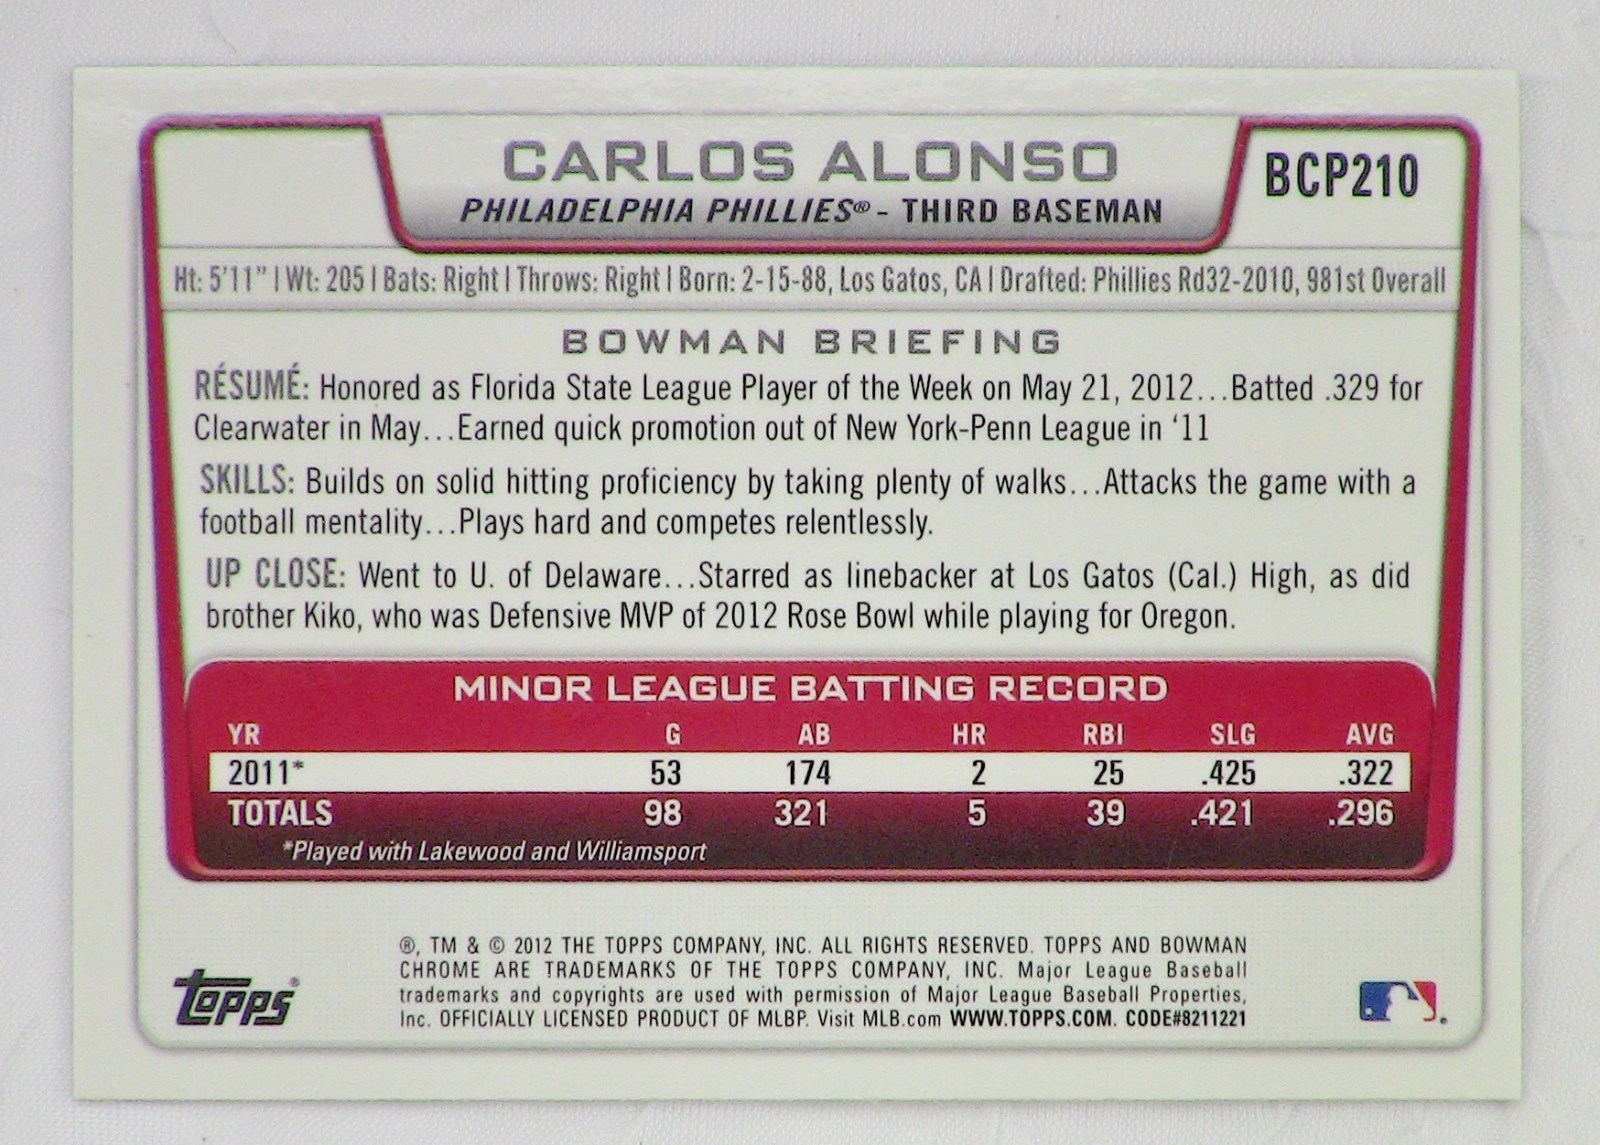 CARLOS ALONSO
BCP210
PHILADELPHIA PHILLIES® - THIRD BASEMAN
Ht: 5'11" | Wt: 205 | Bats: Right | Throws: Right | Born: 2-15-88, Los Gatos, CA | Drafted: Phillies Rd32-2010, 981st Overall
BOWMAN BRIEFING
RÉSUMÉ: Honored as Florida State League Player of the Week on May 21, 2012...Batted .329 for
Clearwater in May...Earned quick promotion out of New York-Penn League in '11
SKILLS: Builds on solid hitting proficiency by taking plenty of walks...Attacks the game with a
football mentality...Plays hard and competes relentlessly.
UP CLOSE: Went to U. of Delaware...Starred as linebacker at Los Gatos (Cal.) High, as did
brother Kiko, who was Defensive MVP of 2012 Rose Bowl while playing for Oregon.
MINOR LEAGUE BATTING RECORD
YR G AB HR RBI SLG AVG
2011* 53 174 2 25 .425 .322
TOTALS 98 321 5 39 .421 .296
*Played with Lakewood and Williamsport
®, TM & © 2012 THE TOPPS COMPANY, INC. ALL RIGHTS RESERVED. TOPPS AND BOWMAN
CHROME ARE TRADEMARKS OF THE TOPPS COMPANY, INC. Major League Baseball
trademarks and copyrights are used with permission of Major League Baseball Properties,
Inc. OFFICIALLY LICENSED PRODUCT OF MLBP. Visit MLB.com WWW.TOPPS.COM. CODE#8211221
Topps®